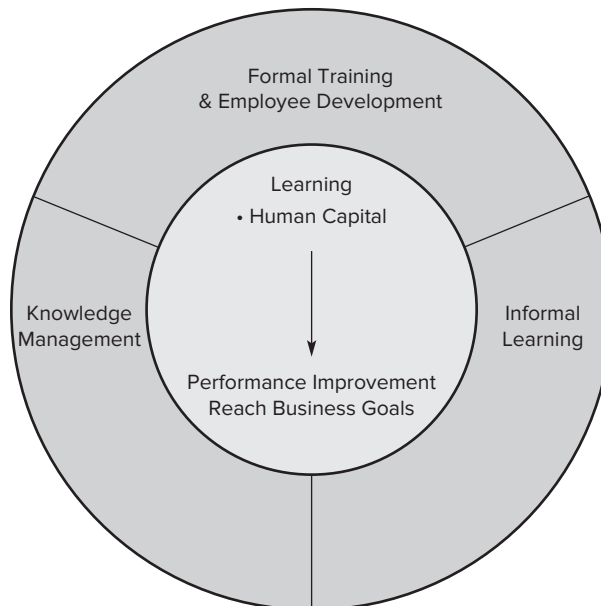 Formal Training
& Employee Development
Learning
• Human Capital
Knowledge
Management
Informal
Learning
Performance Improvement
Reach Business Goals